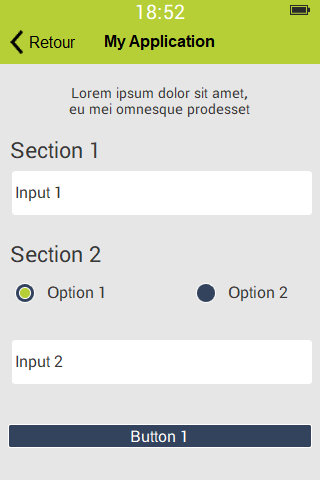 18:52
Retour
My Application
Lorem ipsum dolor sit amet,
eu mei omnesque prodesset
Section 1
Input 1
Section 2
Option 1
Option 2
Input 2
Button 1